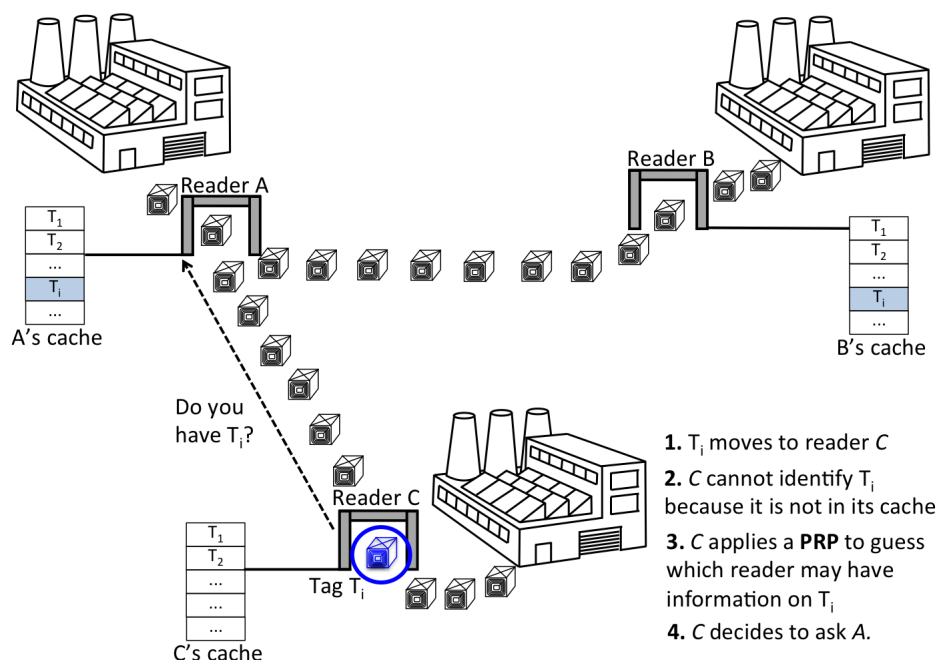 Reader A
Reader B
T1
T2
...
Ti
...
A's cache
T1
T2
...
Ti
...
B's cache
Do you
have Ti?
Reader C
T1
T2
...
...
...
C's cache
Tag Ti
1. Ti moves to reader C
2. C cannot identify Ti
because it is not in its cache
3. C applies a PRP to guess
which reader may have
information on Ti
4. C decides to ask A.